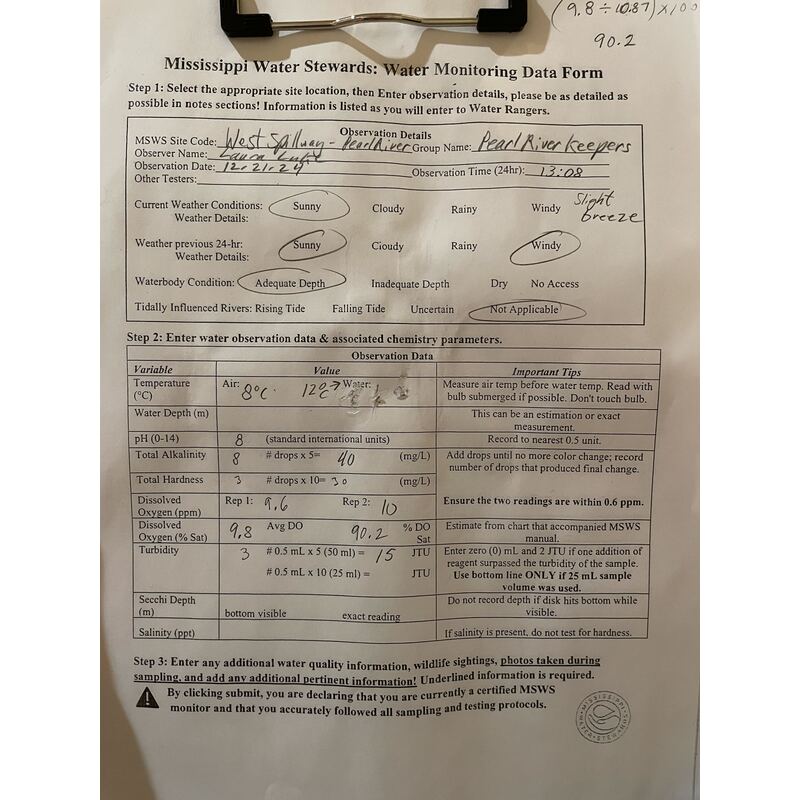 (9.8 ÷ 10.87) x 100
90.2
Mississippi Water Stewards: Water Monitoring Data Form
Step 1: Select the appropriate site location, then Enter observation details, please be as detailed as
possible in notes sections! Information is listed as you will enter to Water Rangers.
Observation Details
MSWS Site Code: West Spillway - Pearl River Group Name: Pearl River Keepers
Observer Name: Laura
Observation Date: 12-21-24 Observation Time (24hr): 13:08
Other Testers:
Current Weather Conditions: Sunny Cloudy Rainy Windy Slight breeze
Weather Details:
Weather previous 24-hr: Sunny Cloudy Rainy Windy
Weather Details:
Waterbody Condition: Adequate Depth Inadequate Depth Dry No Access
Tidally Influenced Rivers: Rising Tide Falling Tide Uncertain Not Applicable
Step 2: Enter water observation data & associated chemistry parameters.
Observation Data
Variable Value Important Tips
Temperature (°C) Air: 8°C. 12C → Water: Measure air temp before water temp. Read with
bulb submerged if possible. Don't touch bulb.
Water Depth (m) This can be an estimation or exact
measurement.
pH (0-14) 8 (standard international units) Record to nearest 0.5 unit.
Total Alkalinity 8 # drops x 5= 40 (mg/L) Add drops until no more color change; record
number of drops that produced final change.
Total Hardness 3 # drops x 10= 30 (mg/L)
Dissolved Oxygen (ppm) Rep 1: 9.6 Rep 2: 10 Ensure the two readings are within 0.6 ppm.
Dissolved Oxygen (% Sat) 9.8 Avg DO 90.2 % DO Sat Estimate from chart that accompanied MSWS
manual.
Turbidity 3 # 0.5 mL x 5 (50 ml) = 15 JTU Enter zero (0) mL and 2 JTU if one addition of
reagent surpassed the turbidity of the sample.
# 0.5 mL x 10 (25 ml) = JTU Use bottom line ONLY if 25 mL sample
volume was used.
Secchi Depth (m) bottom visible exact reading Do not record depth if disk hits bottom while
visible.
Salinity (ppt) If salinity is present, do not test for hardness.
Step 3: Enter any additional water quality information, wildlife sightings, photos taken during
sampling, and add any additional pertinent information! Underlined information is required.
By clicking submit, you are declaring that you are currently a certified MSWS
monitor and that you accurately followed all sampling and testing protocols.
MISSISSIPPI WATER STEWARDS